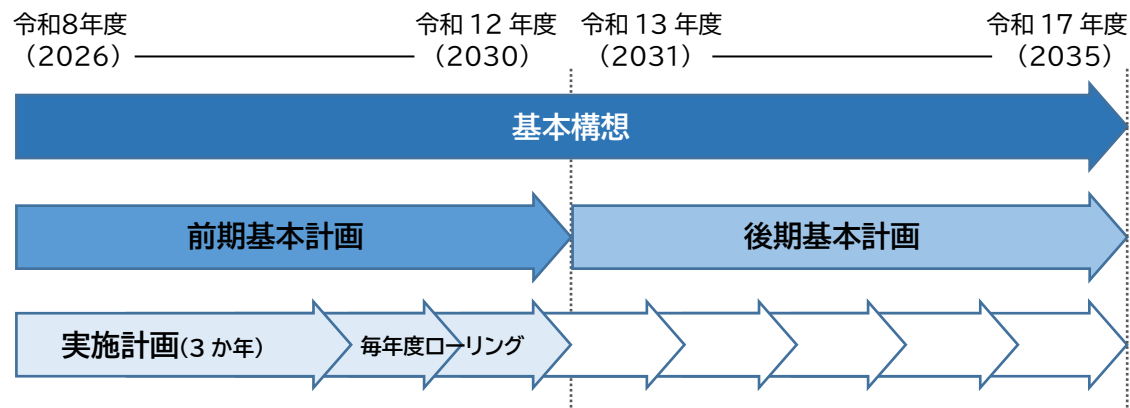 令和8年度 令和 12 年度 令和 13 年度 令和 17 年度
(2026) (2030) (2031) (2035)
基本構想
前期基本計画 後期基本計画
実施計画(3 か年) 毎年度ローリング